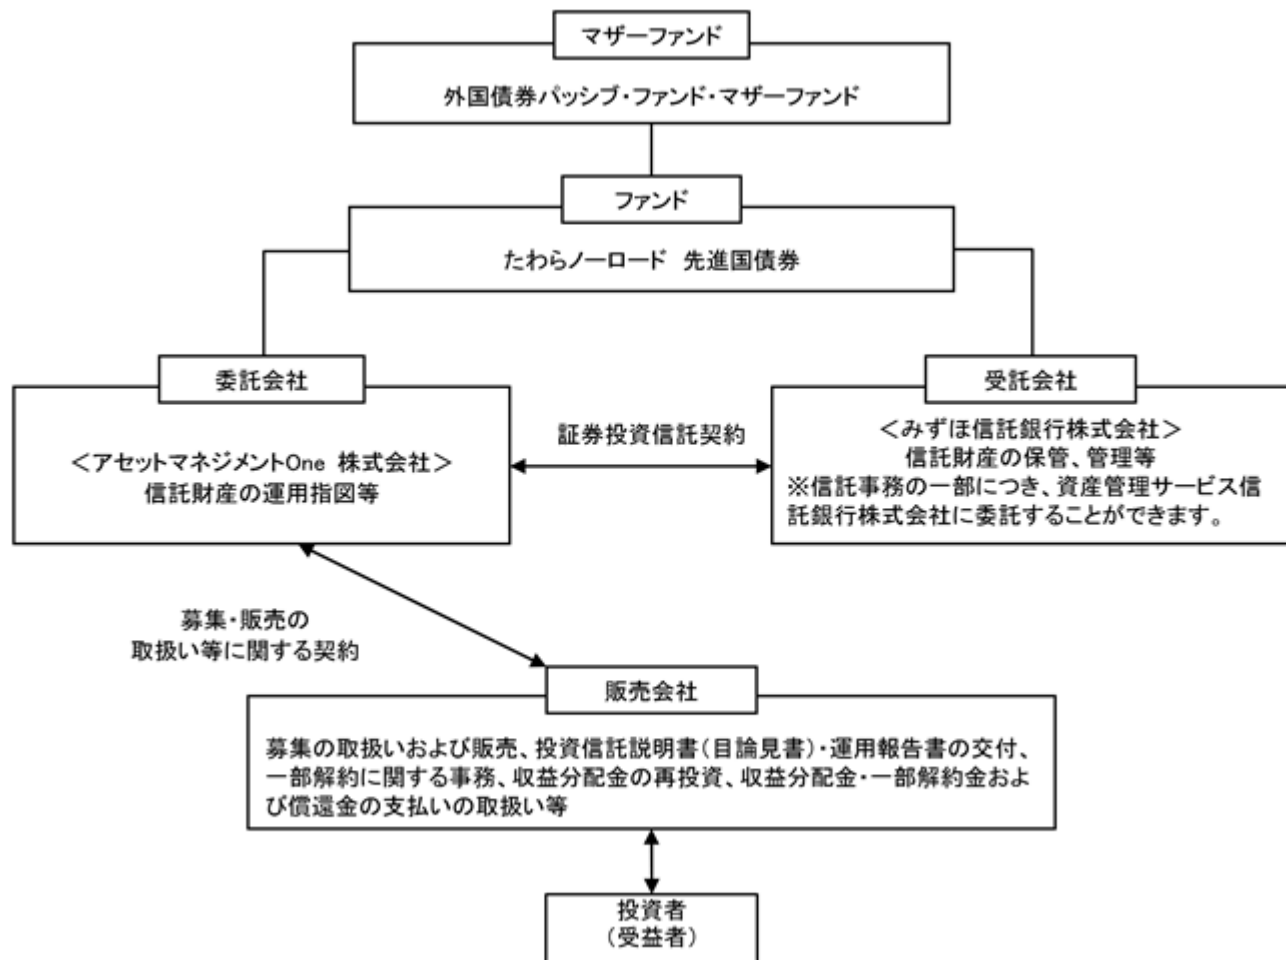 マザーファンド
外国債券パッシブ・ファンド・マザーファンド
ファンド
たわらノーロード 先進国債券
委託会社
＜アセットマネジメントOne 株式会社＞
信託財産の運用指図等
証券投資信託契約
受託会社
＜みずほ信託銀行株式会社＞
信託財産の保管、管理等
※信託事務の一部につき、資産管理サービス信
託銀行株式会社に委託することができます。
募集・販売の
取扱い等に関する契約
販売会社
募集の取扱いおよび販売、投資信託説明書（目論見書）・運用報告書の交付、
一部解約に関する事務、収益分配金の再投資、収益分配金・一部解約金およ
び償還金の支払いの取扱い等
投資者
（受益者）